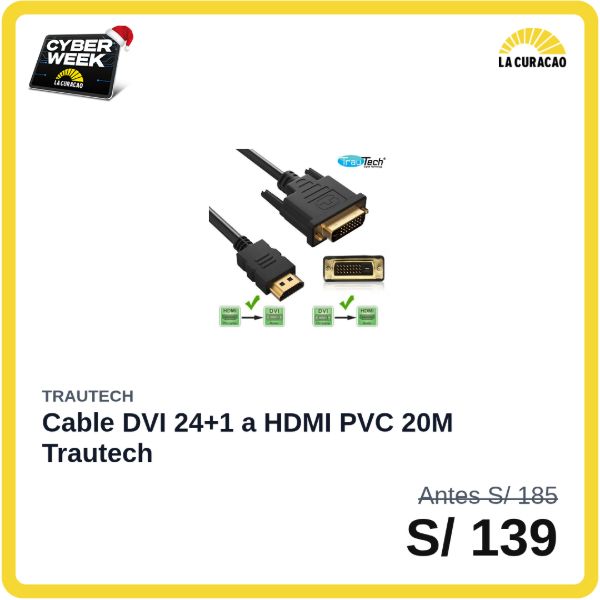 CYBER
WEEK
LA CURACAO
LA CURACAO
TrauTech®
HDMI
DVI
DVI
HDMI
TRAUTECH
Cable DVI 24+1 a HDMI PVC 20M
Trautech
Antes S/ 185
S/ 139